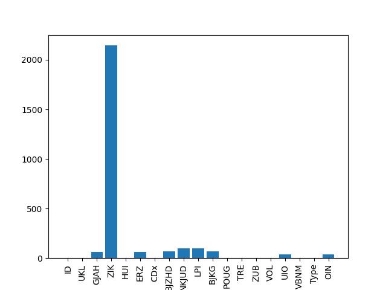 2000
1500
1000
500
0
ID
UKL
GJAH
ZIK
HUI
ERZ
CDx
BJKG
POUG
TRE
ZUB
VOL
UIO
VBNM
Type
OIN
LPI